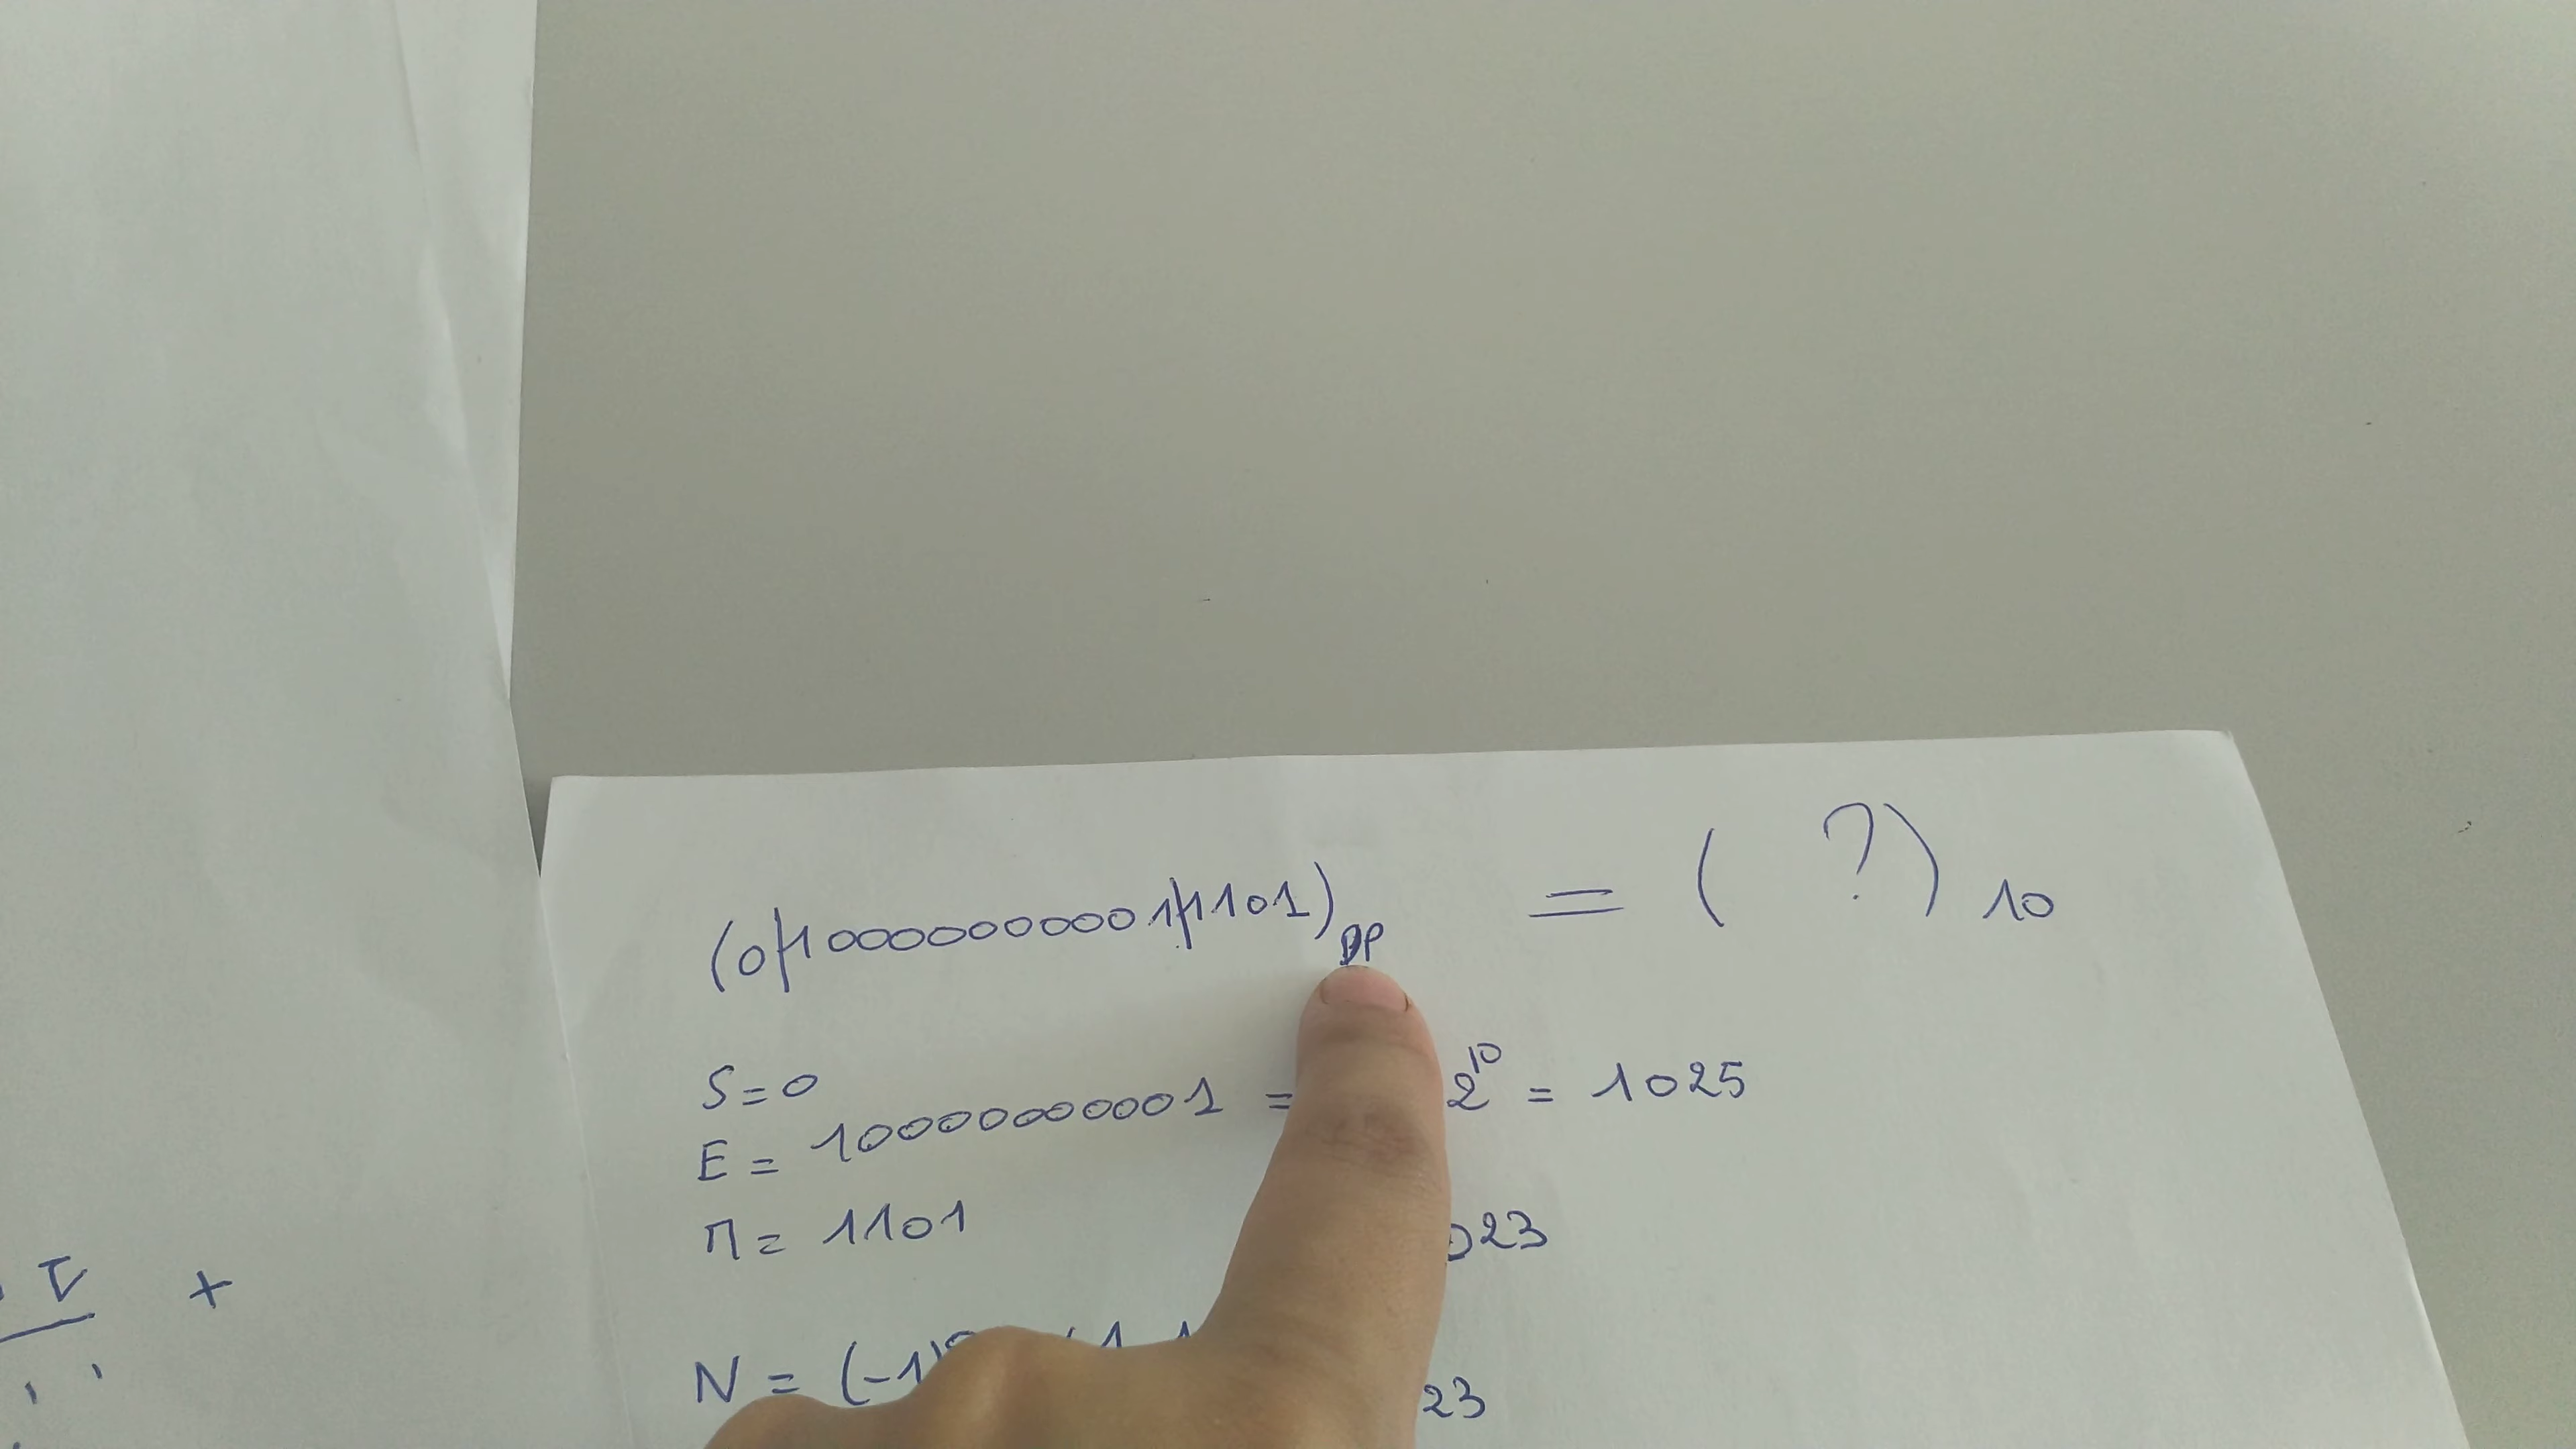 (0|10000000001|1101)DP = ( ? )10
S = 0
E = 10000000001 = 2^10 = 1025
M = 1101 023
N = (-1) 23
+